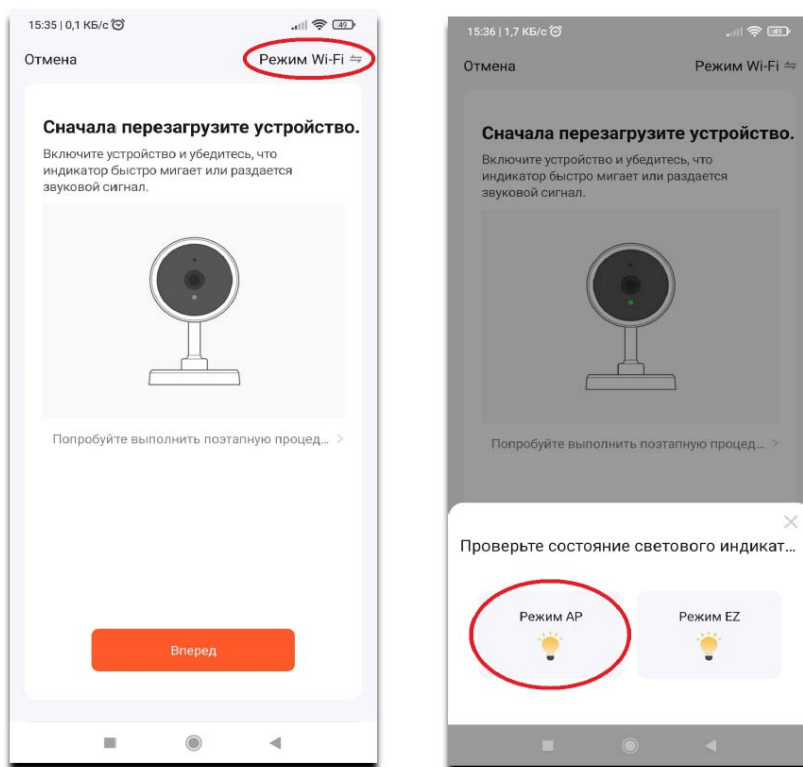 15:35 | 0,1 КБ/с
49
Отмена
Режим Wi-Fi
Сначала перезагрузите устройство.
Включите устройство и убедитесь, что
индикатор быстро мигает или раздается
звуковой сигнал.
Попробуйте выполнить поэтапную процед... >
Вперед
15:36 | 1,7 КБ/с
49
Отмена
Режим Wi-Fi
Сначала перезагрузите устройство.
Включите устройство и убедитесь, что
индикатор быстро мигает или раздается
звуковой сигнал.
Попробуйте выполнить поэтапную процед... >
Проверьте состояние светового индикат...
Режим AP
Режим EZ